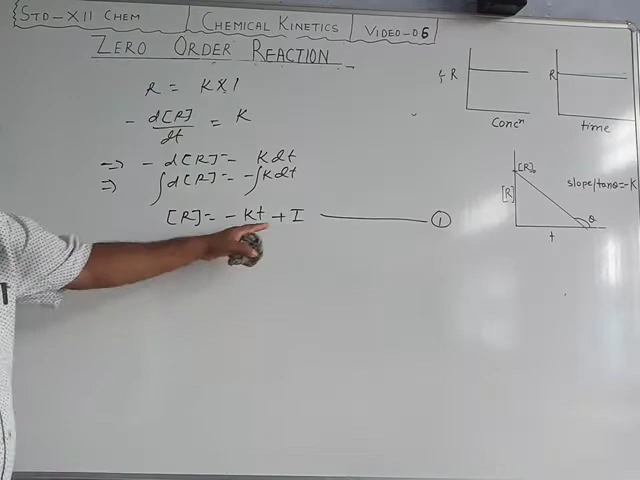 STD-XII CHEM
CHEMICAL KINETICS
VIDEO-06
ZERO ORDER REACTION
R = K×1
- d[R]/dt = K
=> - d[R] = - Kdt
=> ∫d[R] = -∫Kdt
[R] = - Kt + I ①
R
Concⁿ
R
time
[R]₀
[R]
slope/tanθ = -K
θ
t